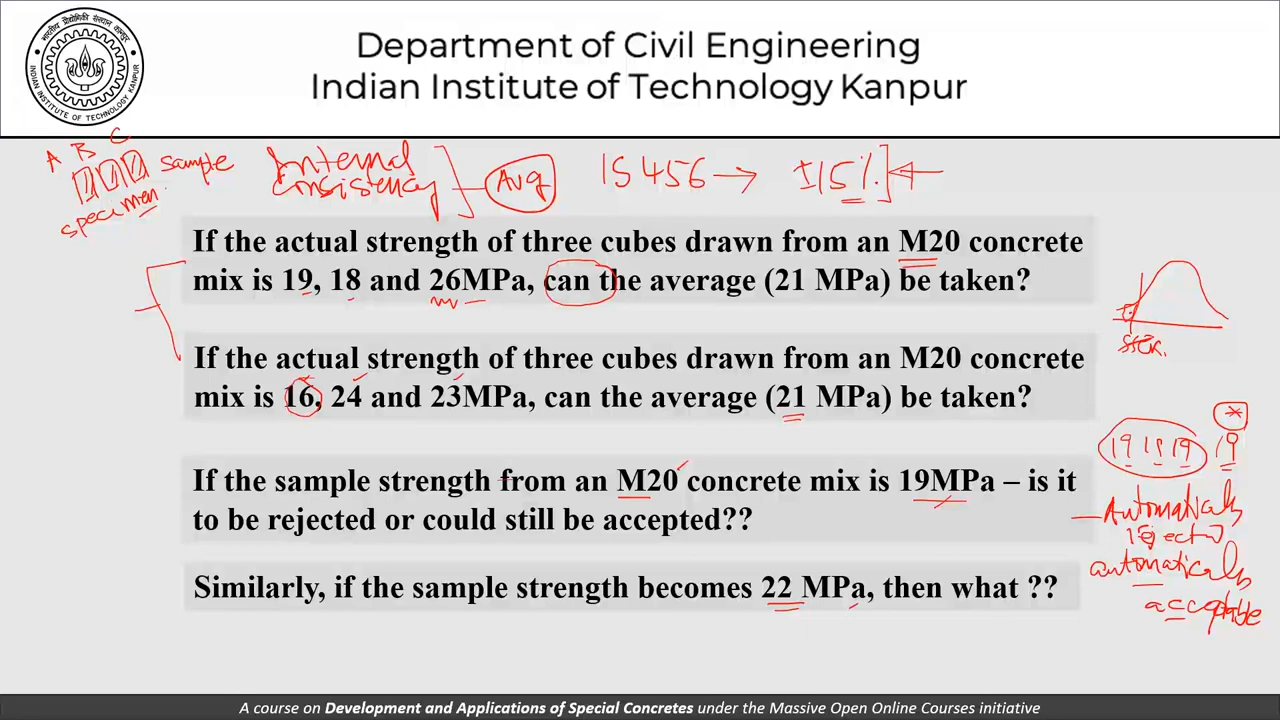 Department of Civil Engineering
Indian Institute of Technology Kanpur
INDIAN INSTITUTE OF TECHNOLOGY KANPUR
A B C
sample
specimen
Internal
consistency
Avg
IS 456 → ±15%
If the actual strength of three cubes drawn from an M20 concrete
mix is 19, 18 and 26MPa, can the average (21 MPa) be taken?
If the actual strength of three cubes drawn from an M20 concrete
mix is 16, 24 and 23MPa, can the average (21 MPa) be taken?
19 19 19 19 *
If the sample strength from an M20 concrete mix is 19MPa – is it
to be rejected or could still be accepted??
Automatically
rejected
automatically
acceptable
Similarly, if the sample strength becomes 22 MPa, then what ??
A course on Development and Applications of Special Concretes under the Massive Open Online Courses initiative